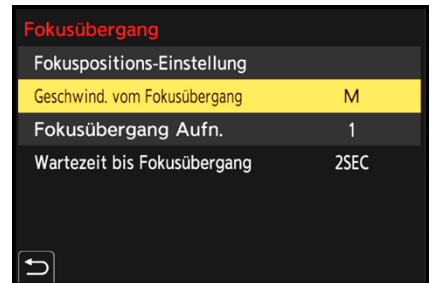 Fokusübergang
Fokuspositions-Einstellung
Geschwind. vom Fokusübergang M
Fokusübergang Aufn. 1
Wartezeit bis Fokusübergang 2SEC